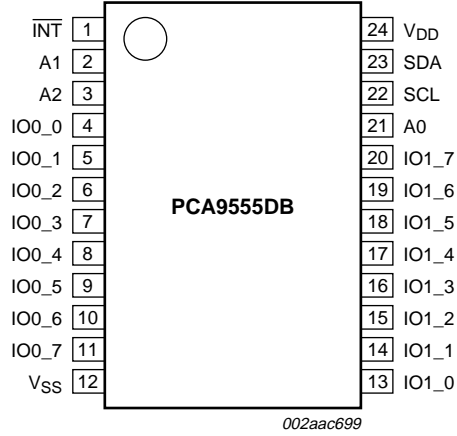 INT 1 24 VDD
A1 2 23 SDA
A2 3 22 SCL
IO0_0 4 21 A0
IO0_1 5 20 IO1_7
IO0_2 6 19 IO1_6
IO0_3 7 PCA9555DB 18 IO1_5
IO0_4 8 17 IO1_4
IO0_5 9 16 IO1_3
IO0_6 10 15 IO1_2
IO0_7 11 14 IO1_1
VSS 12 13 IO1_0
002aac699